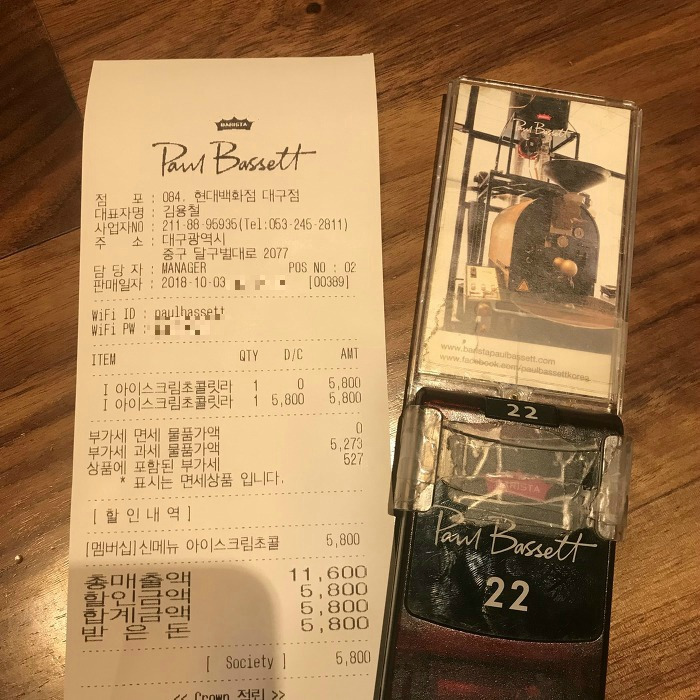 BARISTA
Paul Bassett
점 포 : 084. 현대백화점 대구점
대표자명 : 김용철
사업자NO : 211-88-95935(Tel:053-245-2811)
주 소 : 대구광역시
중구 달구벌대로 2077
담 당 자 : MANAGER POS NO : 02
판매일자 : 2018-10-03 [00389]
WiFi ID : paulbassett
WiFi PW :
ITEM QTY D/C AMT
I 아이스크림초콜릿라 1 0 5,800
I 아이스크림초콜릿라 1 5,800 5,800
부가세 면세 물품가액 0
부가세 과세 물품가액 5,273
상품에 포함된 부가세 527
* 표시는 면세상품 입니다.
[ 할 인 내 역 ]
[멤버십]신메뉴 아이스크림초콜 5,800
총매출액 11,600
할인금액 5,800
합계금액 5,800
받 은 돈 5,800
[ Society ] 5,800
<< Crown 적립 >>
Paul Bassett
www.baristapaulbassett.com
www.facebook.com/paulbassettkorea
22
BARISTA
Paul Bassett
22